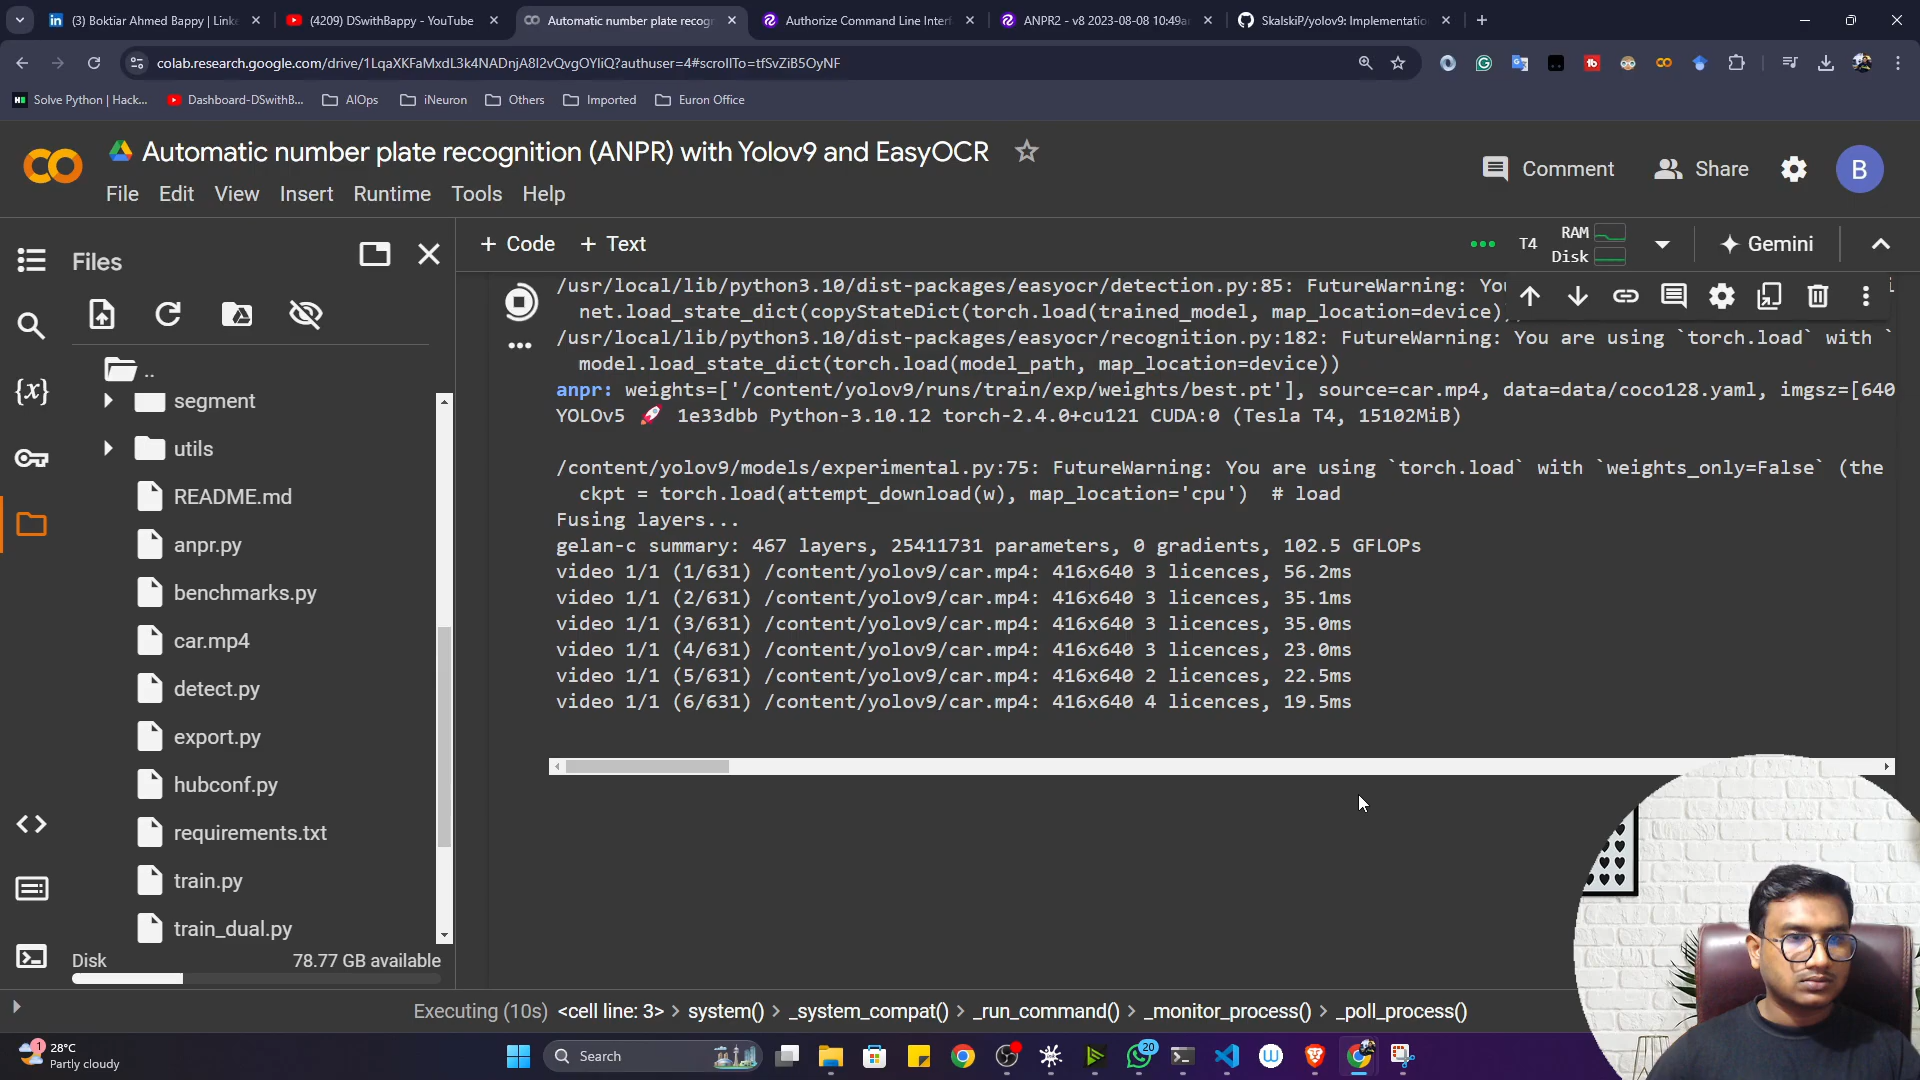 (3) Boktiar Ahmed Bappy | Linke
(4209) DSwithBappy - YouTube
Automatic number plate recogn
Authorize Command Line Interf
ANPR2 - v8 2023-08-08 10:49a
SkalskiP/yolov9: Implementatio
colab.research.google.com/drive/1LqaXKFaMxdL3k4NADnjA8I2vQvgOYIiQ?authuser=4#scrollTo=tfSvZiB5OyNF
Solve Python | Hack...
Dashboard-DSwithB...
AIOps
iNeuron
Others
Imported
Euron Office
Automatic number plate recognition (ANPR) with Yolov9 and EasyOCR
Comment
Share
B
File Edit View Insert Runtime Tools Help
Files
+ Code + Text
T4
RAM
Disk
Gemini
..
segment
utils
README.md
anpr.py
benchmarks.py
car.mp4
detect.py
export.py
hubconf.py
requirements.txt
train.py
train_dual.py
Disk 78.77 GB available
/usr/local/lib/python3.10/dist-packages/easyocr/detection.py:85: FutureWarning: You
net.load_state_dict(copyStateDict(torch.load(trained_model, map_location=device))
/usr/local/lib/python3.10/dist-packages/easyocr/recognition.py:182: FutureWarning: You are using `torch.load` with `
model.load_state_dict(torch.load(model_path, map_location=device))
anpr: weights=['/content/yolov9/runs/train/exp/weights/best.pt'], source=car.mp4, data=data/coco128.yaml, imgsz=[640
YOLOv5 🚀 1e33dbb Python-3.10.12 torch-2.4.0+cu121 CUDA:0 (Tesla T4, 15102MiB)
/content/yolov9/models/experimental.py:75: FutureWarning: You are using `torch.load` with `weights_only=False` (the
ckpt = torch.load(attempt_download(w), map_location='cpu')  # load
Fusing layers...
gelan-c summary: 467 layers, 25411731 parameters, 0 gradients, 102.5 GFLOPs
video 1/1 (1/631) /content/yolov9/car.mp4: 416x640 3 licences, 56.2ms
video 1/1 (2/631) /content/yolov9/car.mp4: 416x640 3 licences, 35.1ms
video 1/1 (3/631) /content/yolov9/car.mp4: 416x640 3 licences, 35.0ms
video 1/1 (4/631) /content/yolov9/car.mp4: 416x640 3 licences, 23.0ms
video 1/1 (5/631) /content/yolov9/car.mp4: 416x640 2 licences, 22.5ms
video 1/1 (6/631) /content/yolov9/car.mp4: 416x640 4 licences, 19.5ms
Executing (10s) <cell line: 3> > system() > _system_compat() > _run_command() > _monitor_process() > _poll_process()
28°C
Partly cloudy
Search
20